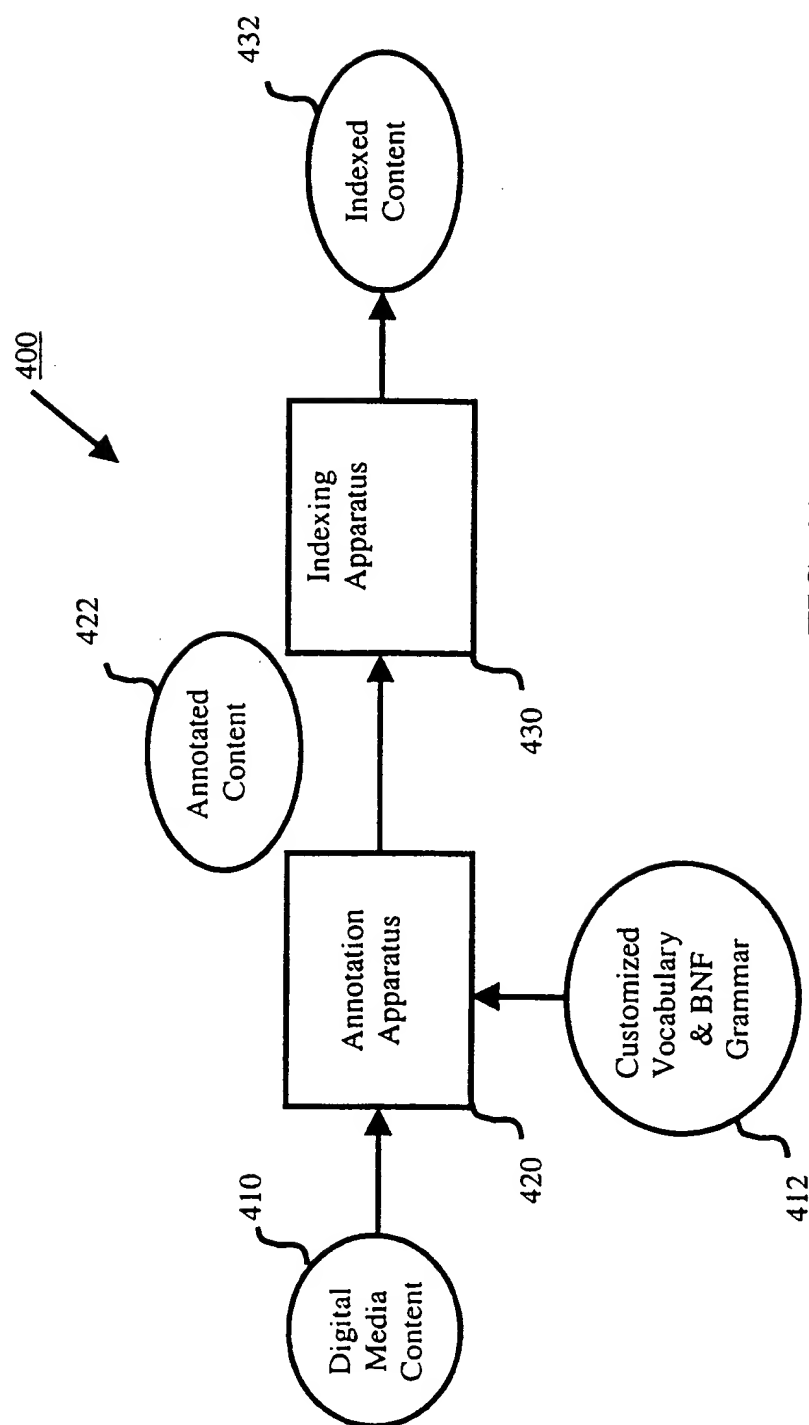 400
410
Digital
Media
Content
Annotation
Apparatus
420
Customized
Vocabulary
& BNF
Grammar
412
Annotated
Content
422
Indexing
Apparatus
430
Indexed
Content
432